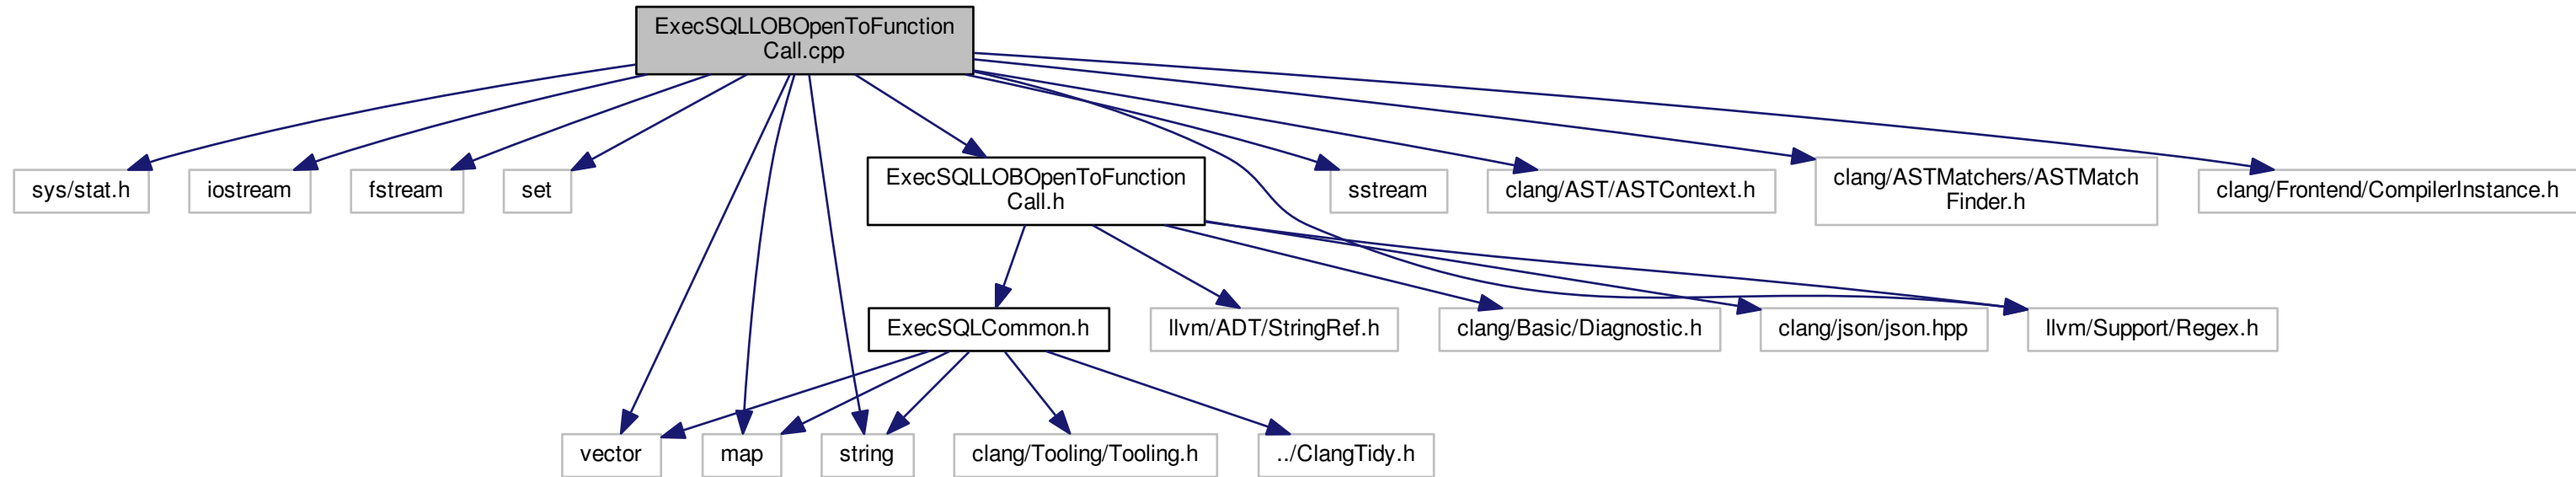 ExecSQLLOBOpenToFunction
Call.cpp
sys/stat.h
iostream
fstream
set
ExecSQLLOBOpenToFunction
Call.h
sstream
clang/AST/ASTContext.h
clang/ASTMatchers/ASTMatch
Finder.h
clang/Frontend/CompilerInstance.h
ExecSQLCommon.h
llvm/ADT/StringRef.h
clang/Basic/Diagnostic.h
clang/json/json.hpp
llvm/Support/Regex.h
vector
map
string
clang/Tooling/Tooling.h
../ClangTidy.h